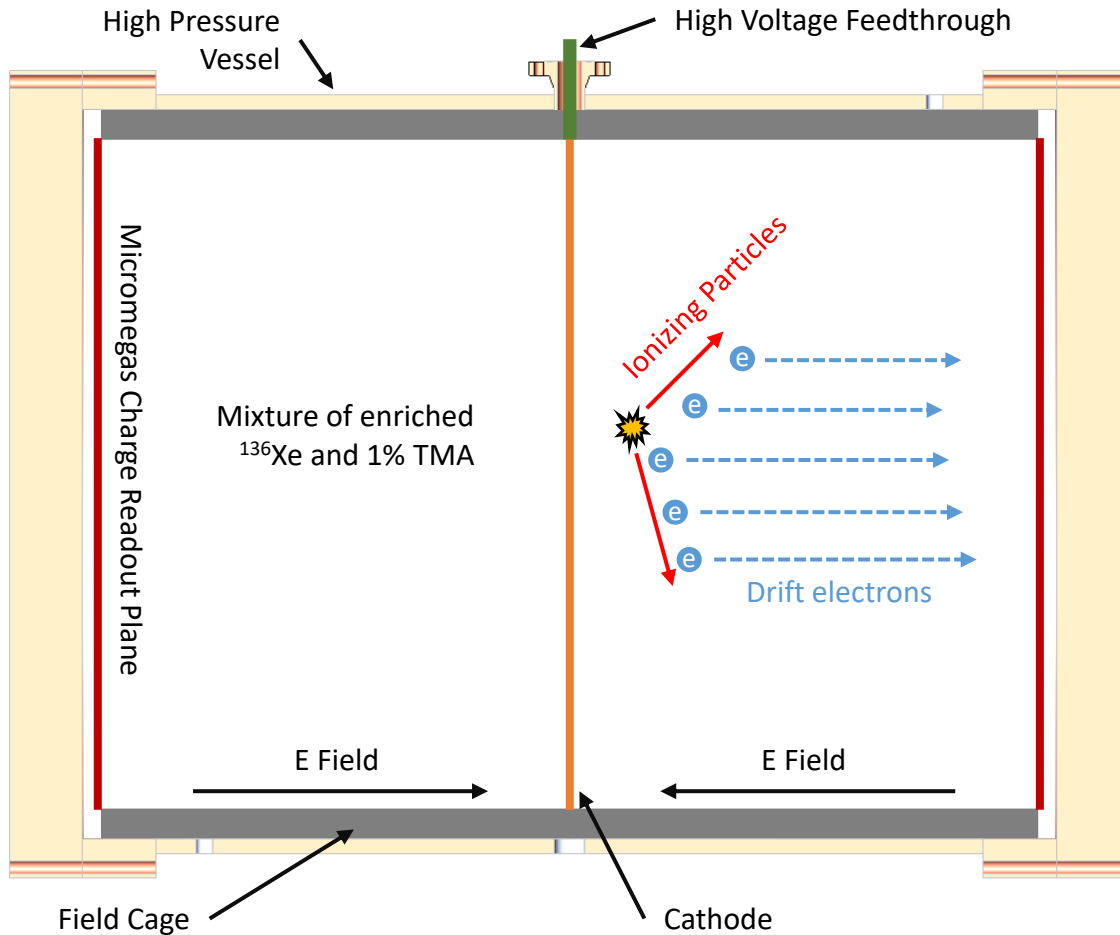 High Pressure
Vessel
High Voltage Feedthrough
Micromegas Charge Readout Plane
Ionizing Particles
Mixture of enriched
¹³⁶Xe and 1% TMA
e
e
e
e
e
Drift electrons
E Field
E Field
Field Cage
Cathode